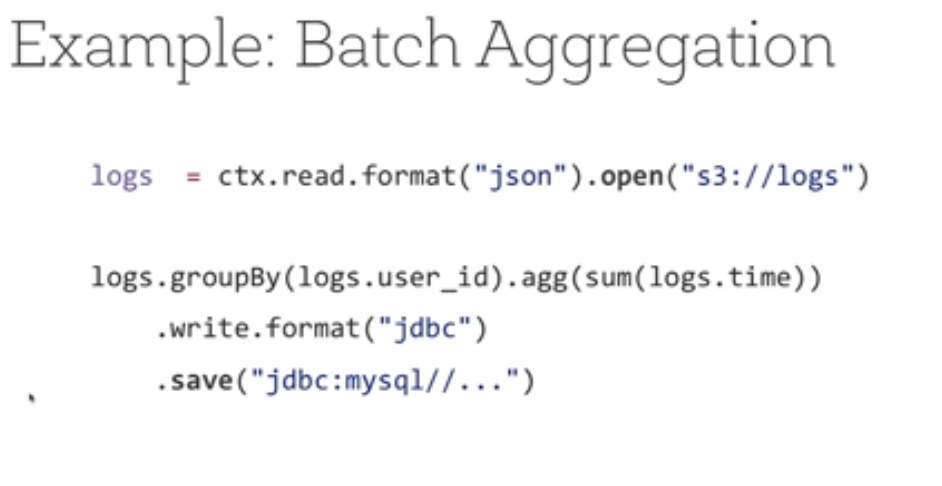 Example: Batch Aggregation
logs = ctx.read.format("json").open("s3://logs")
logs.groupBy(logs.user_id).agg(sum(logs.time))
.write.format("jdbc")
.save("jdbc:mysql//...")